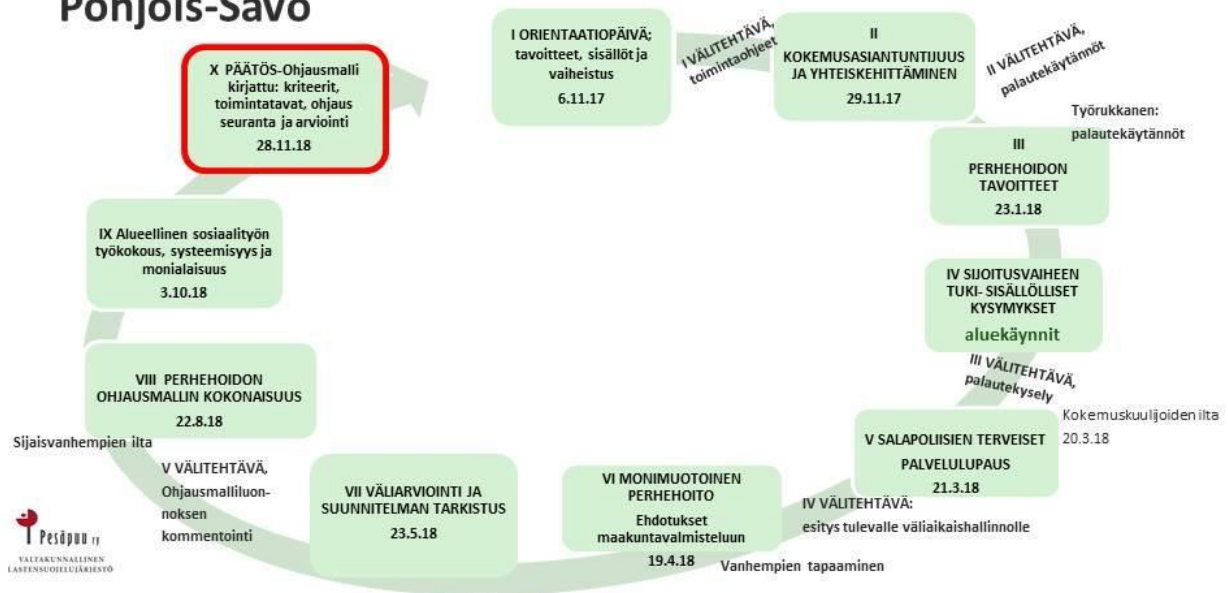 Pohjois-Savo
I ORIENTAATIOPÄIVÄ;
tavoitteet, sisällöt ja
vaiheistus
6.11.17
I VÄLITEHTÄVÄ,
toimintaohjeet
II
KOKEMUSASIANTUNTIJUUS
JA YHTEISKEHITTÄMINEN
29.11.17
II VÄLITEHTÄVÄ,
palautekäytännöt
Työrukkanen:
palautekäytännöt
III
PERHEHOIDON
TAVOITTEET
23.1.18
IV SIJOITUSVAIHEEN
TUKI- SISÄLLÖLLISET
KYSYMYKSET
aluekäynnit
III VÄLITEHTÄVÄ,
palautekysely
Kokemuskuulijoiden ilta
20.3.18
V SALAPOLIISIEN TERVEISET
PALVELULUPAUS
21.3.18
IV VÄLITEHTÄVÄ:
esitys tulevalle väliaikaishallinnolle
VI MONIMUOTOINEN
PERHEHOITO
Ehdotukset
maakuntavalmisteluun
19.4.18
Vanhempien tapaaminen
VII VÄLIARVIOINTI JA
SUUNNITELMAN TARKISTUS
23.5.18
V VÄLITEHTÄVÄ,
Ohjausmalliluon-
noksen
kommentointi
Sijaisvanhempien ilta
VIII PERHEHOIDON
OHJAUSMALLIN KOKONAISUUS
22.8.18
IX Alueellinen sosiaalityön
työkokous, systeemisyys ja
monialaisuus
3.10.18
X PÄÄTÖS-Ohjausmalli
kirjattu: kriteerit,
toimintatavat, ohjaus
seuranta ja arviointi
28.11.18
Pesäpuu ry
VALTAKUNNALLINEN
LASTENSUOJELUJÄRJESTÖ